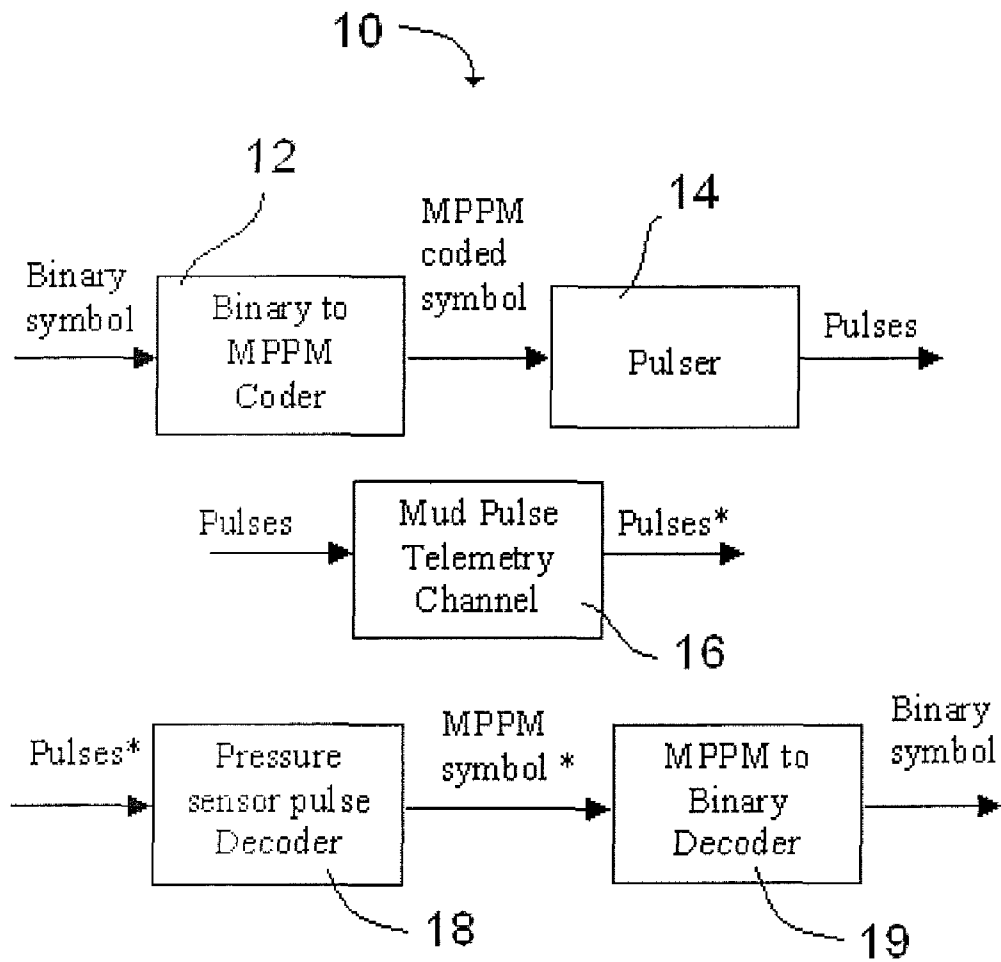 10
12
14
Binary
symbol
Binary to
MPPM
Coder
MPPM
coded
symbol
Pulser
Pulses
Pulses
Mud Pulse
Telemetry
Channel
Pulses*
16
Pulses*
Pressure
sensor pulse
Decoder
MPPM
symbol *
MPPM to
Binary
Decoder
Binary
symbol
18
19